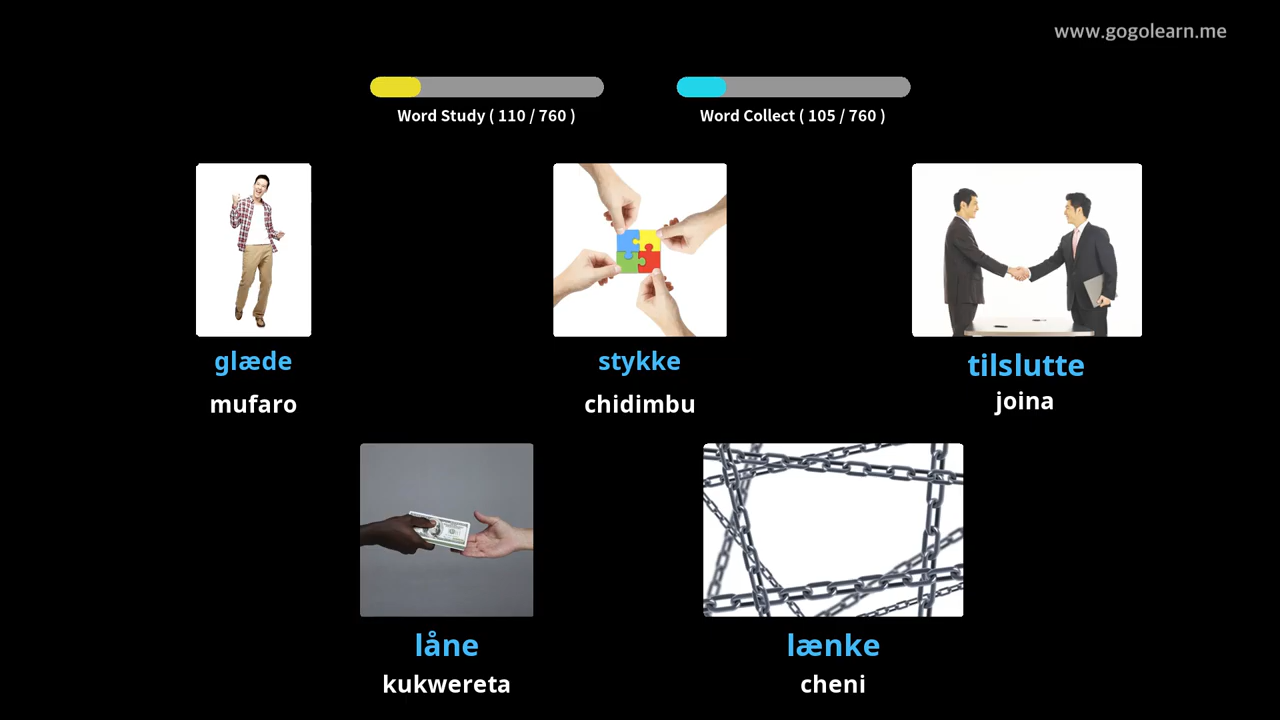 www.gogolearn.me
Word Study ( 110 / 760 )
Word Collect ( 105 / 760 )
glæde
stykke
tilslutte
mufaro
chidimbu
joina
låne
lænke
kukwereta
cheni